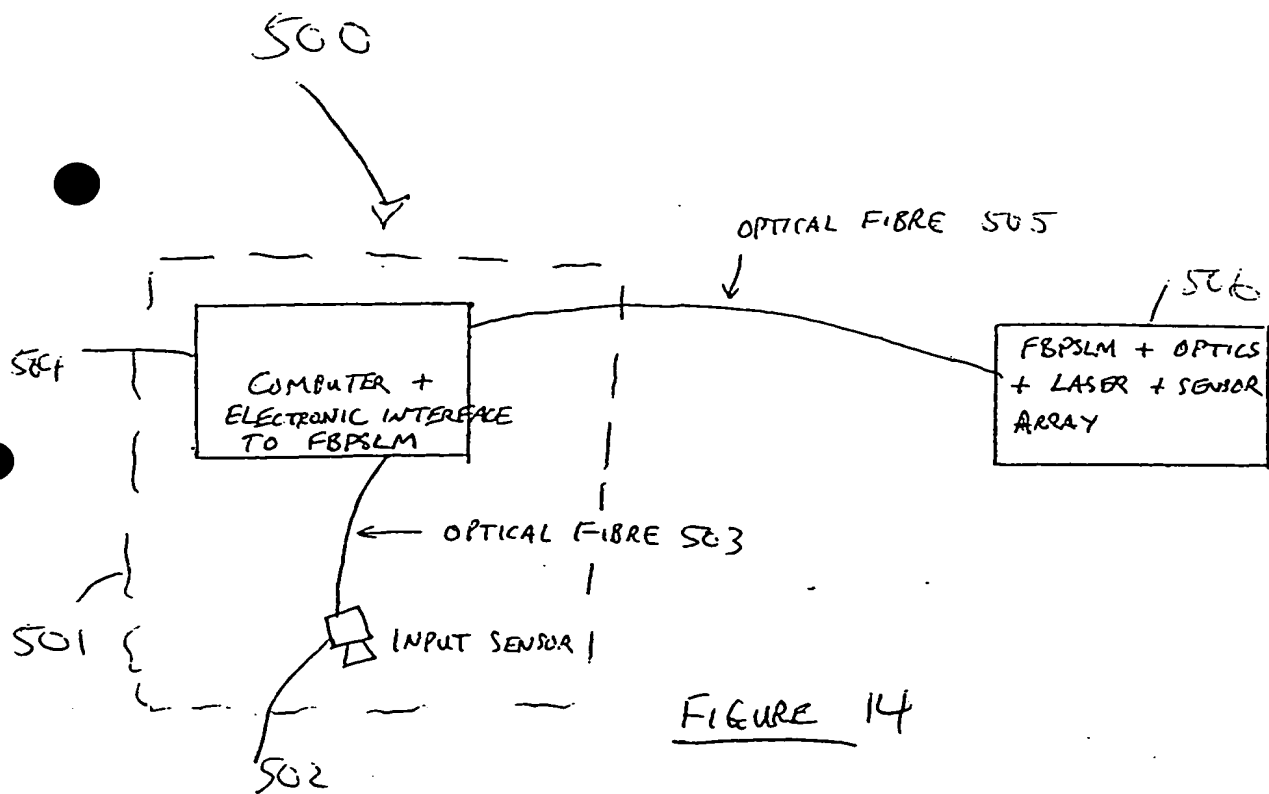 500
OPTICAL FIBRE 505
506
504
COMPUTER +
ELECTRONIC INTERFACE
TO FBPSLM
FBPSLM + OPTICS
+ LASER + SENSOR
ARRAY
OPTICAL FIBRE 503
501
INPUT SENSOR
502
FIGURE 14